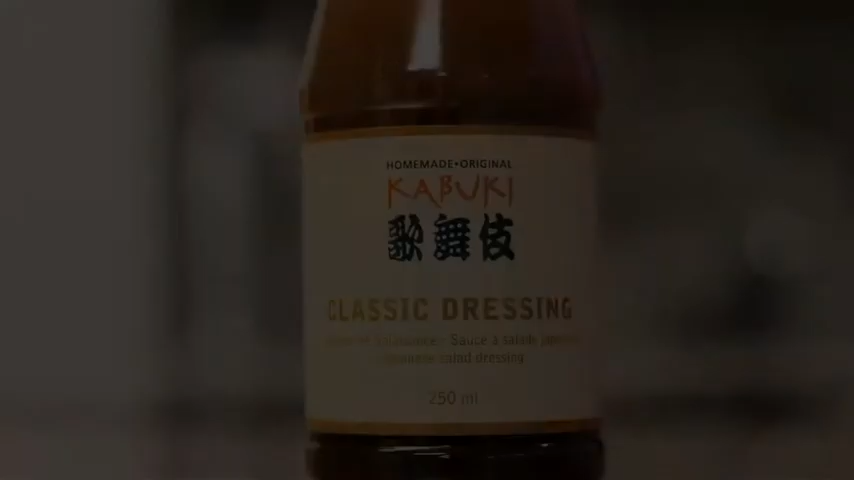 HOMEMADE•ORIGINAL
KABUKI
歌舞伎
CLASSIC DRESSING
Sauce à salade
salad dressing
250 ml